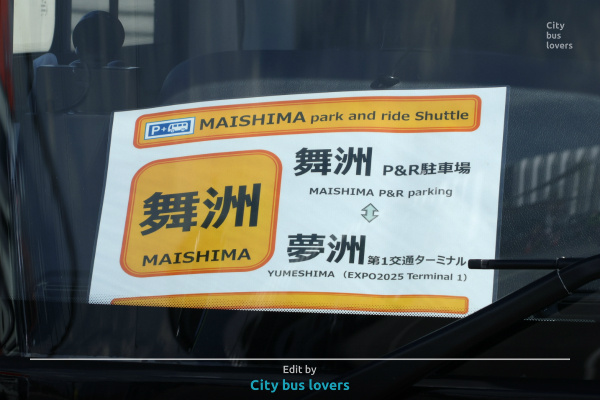 City
bus
lovers
P+
MAISHIMA park and ride Shuttle
舞洲
MAISHIMA
舞洲 P&R駐車場
MAISHIMA P&R parking
夢洲 第1交通ターミナル
YUMESHIMA （EXPO2025 Terminal 1）
Edit by
City bus lovers